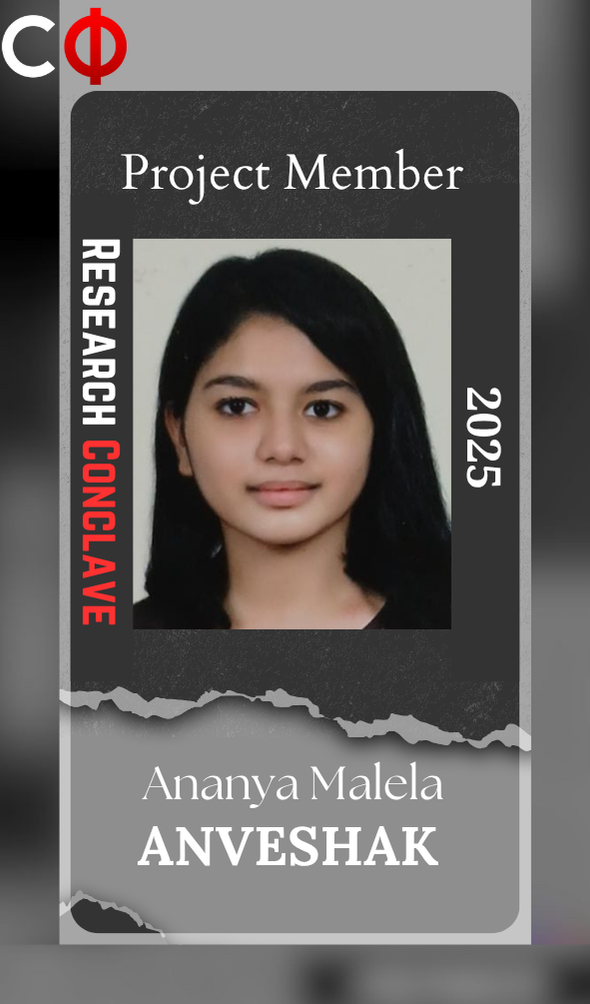 CΦ
Project Member
RESEARCH CONCLAVE
2025
Ananya Malela
ANVESHAK